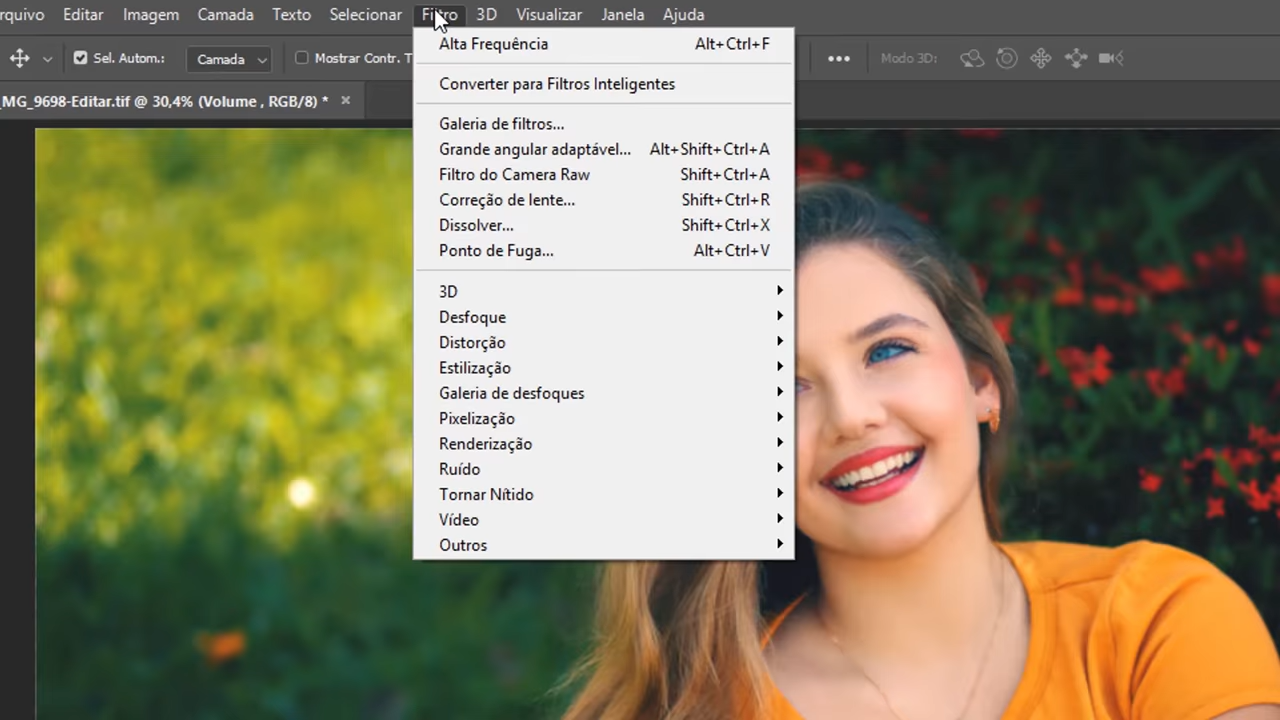 rquivo Editar Imagem Camada Texto Selecionar Filtro 3D Visualizar Janela Ajuda
Sel. Autom.: Camada Mostrar Contr. T ••• Modo 3D:
_MG_9698-Editar.tif @ 30,4% (Volume , RGB/8) * ×
Alta Frequência Alt+Ctrl+F
Converter para Filtros Inteligentes
Galeria de filtros...
Grande angular adaptável... Alt+Shift+Ctrl+A
Filtro do Camera Raw Shift+Ctrl+A
Correção de lente... Shift+Ctrl+R
Dissolver... Shift+Ctrl+X
Ponto de Fuga... Alt+Ctrl+V
3D
Desfoque
Distorção
Estilização
Galeria de desfoques
Pixelização
Renderização
Ruído
Tornar Nítido
Vídeo
Outros